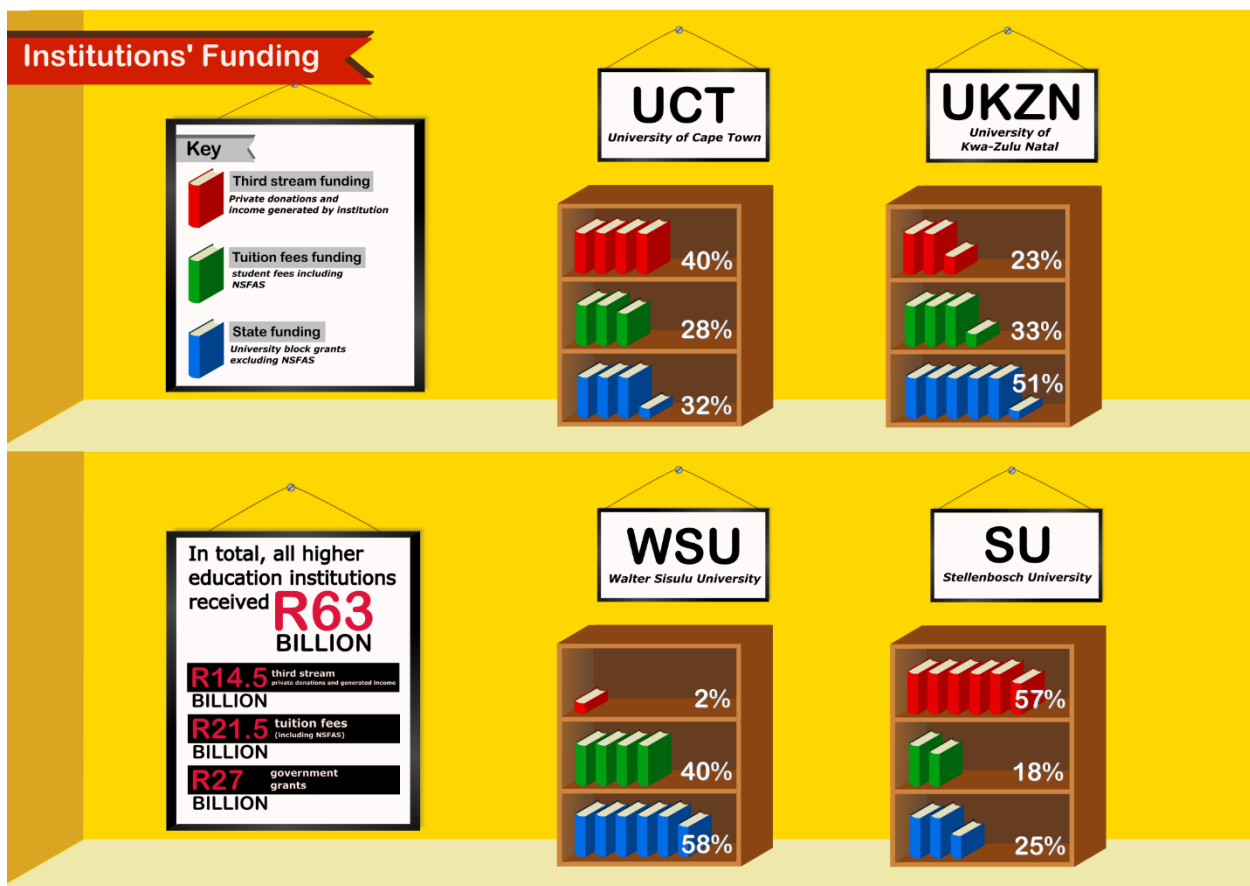 Institutions' Funding
Key
Third stream funding
Private donations and
income generated by institution
Tuition fees funding
student fees including
NSFAS
State funding
University block grants
excluding NSFAS
UCT
University of Cape Town
40%
28%
32%
UKZN
University of
Kwa-Zulu Natal
23%
33%
51%
In total, all higher
education institutions
received R63
BILLION
R14.5 third stream
private donations and generated income
BILLION
R21.5 tuition fees
(including NSFAS)
BILLION
R27 government
grants
BILLION
WSU
Walter Sisulu University
2%
40%
58%
SU
Stellenbosch University
57%
18%
25%